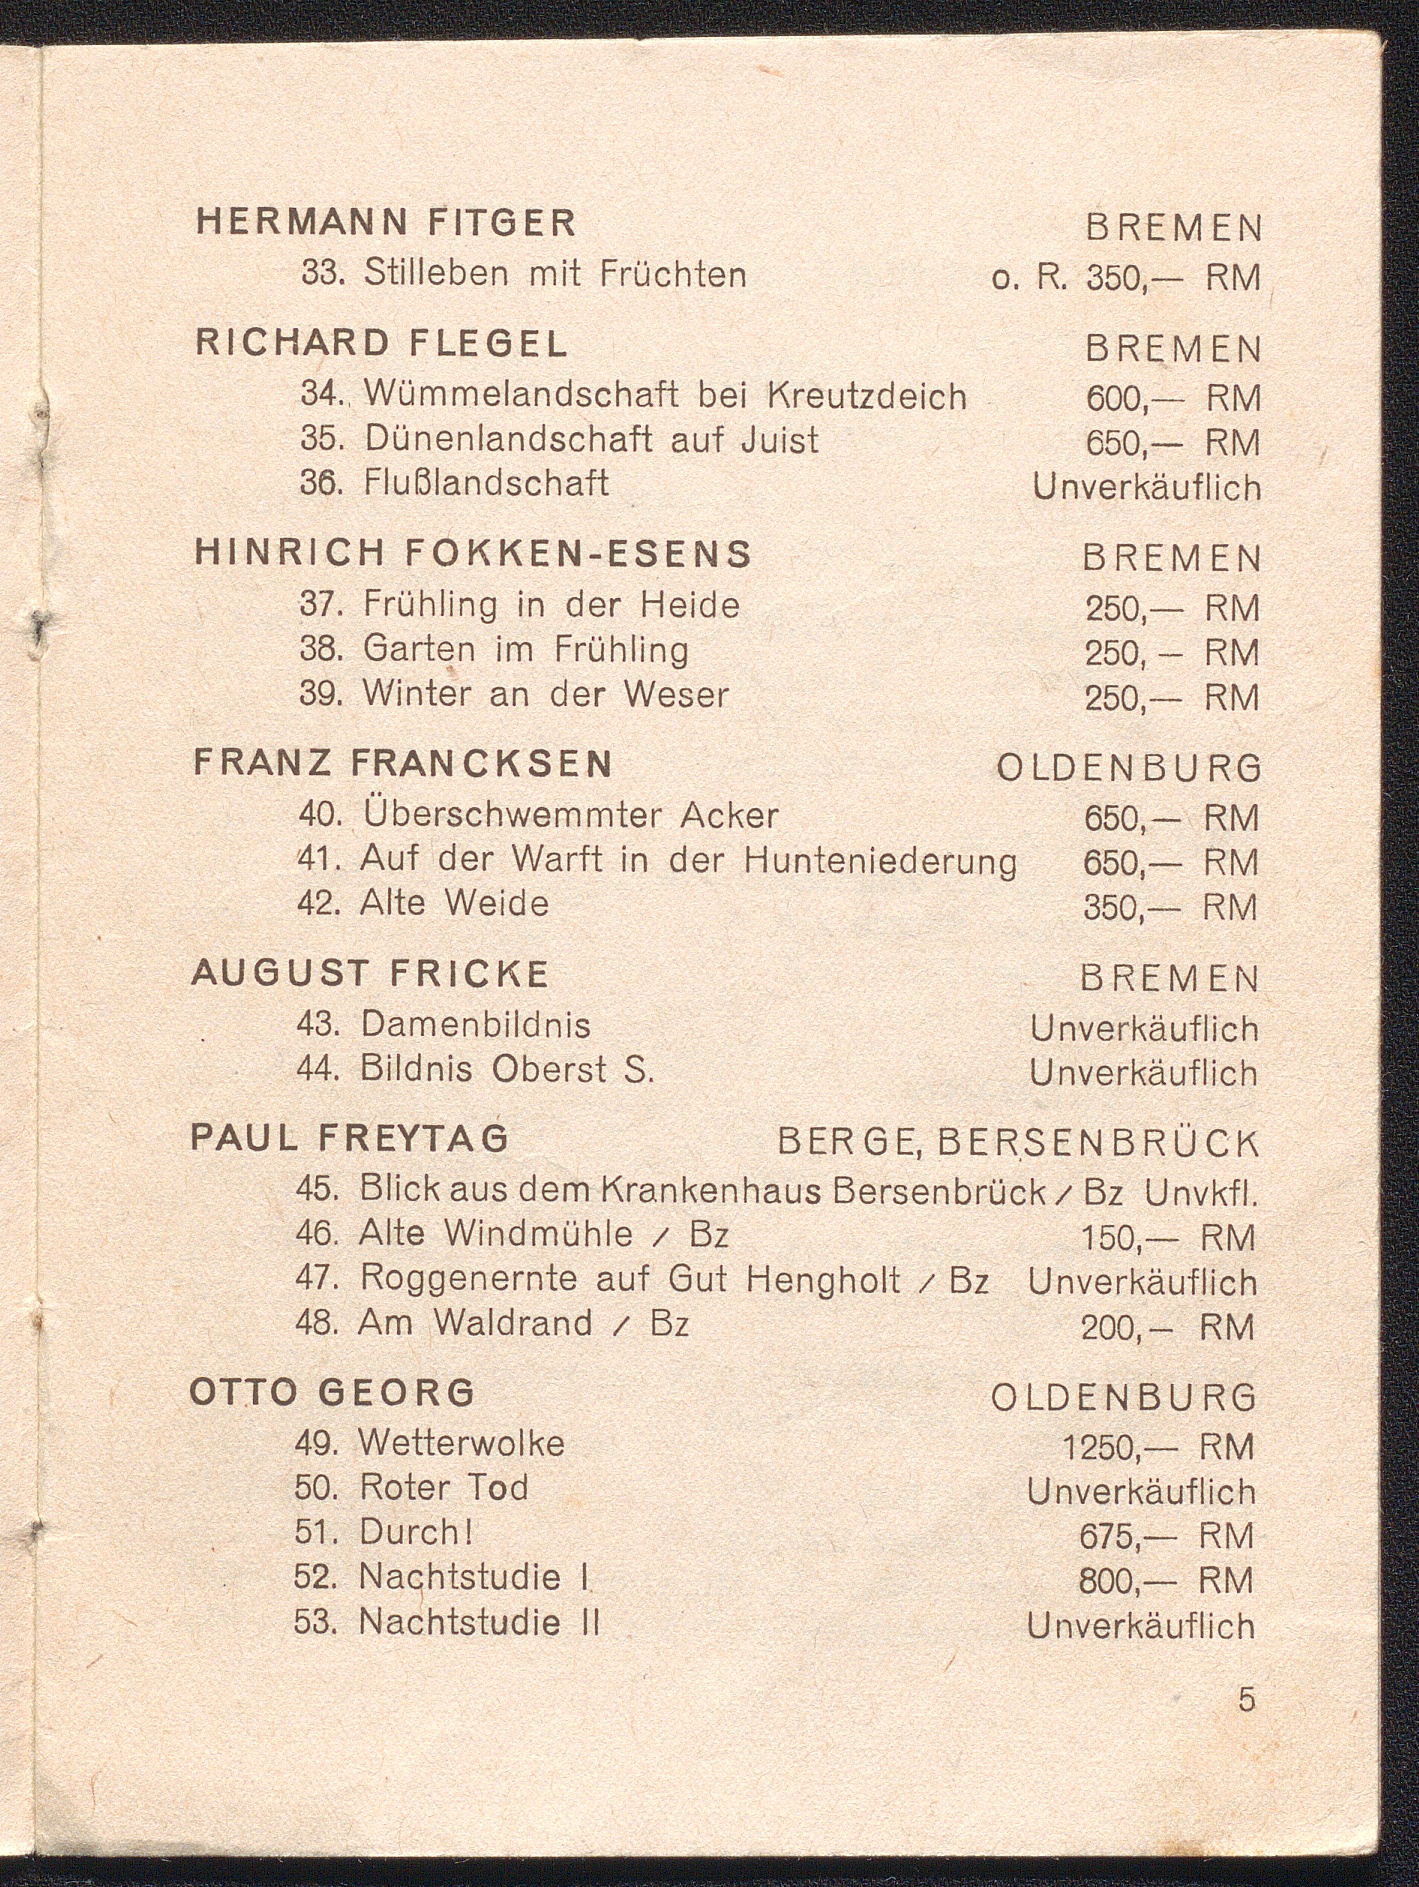 HERMANN FITGER BREMEN
33. Stilleben mit Früchten o. R. 350,— RM
RICHARD FLEGEL BREMEN
34. Wümmelandschaft bei Kreutzdeich 600,— RM
35. Dünenlandschaft auf Juist 650,— RM
36. Flußlandschaft Unverkäuflich
HINRICH FOKKEN-ESENS BREMEN
37. Frühling in der Heide 250,— RM
38. Garten im Frühling 250, – RM
39. Winter an der Weser 250,— RM
FRANZ FRANCKSEN OLDENBURG
40. Überschwemmter Acker 650,— RM
41. Auf der Warft in der Hunteniederung 650,— RM
42. Alte Weide 350,— RM
AUGUST FRICKE BREMEN
43. Damenbildnis Unverkäuflich
44. Bildnis Oberst S. Unverkäuflich
PAUL FREYTAG BERGE, BERSENBRÜCK
45. Blick aus dem Krankenhaus Bersenbrück / Bz Unvkfl.
46. Alte Windmühle / Bz 150,— RM
47. Roggenernte auf Gut Hengholt / Bz Unverkäuflich
48. Am Waldrand / Bz 200,— RM
OTTO GEORG OLDENBURG
49. Wetterwolke 1250,— RM
50. Roter Tod Unverkäuflich
51. Durch! 675,— RM
52. Nachtstudie I 800,— RM
53. Nachtstudie II Unverkäuflich
5